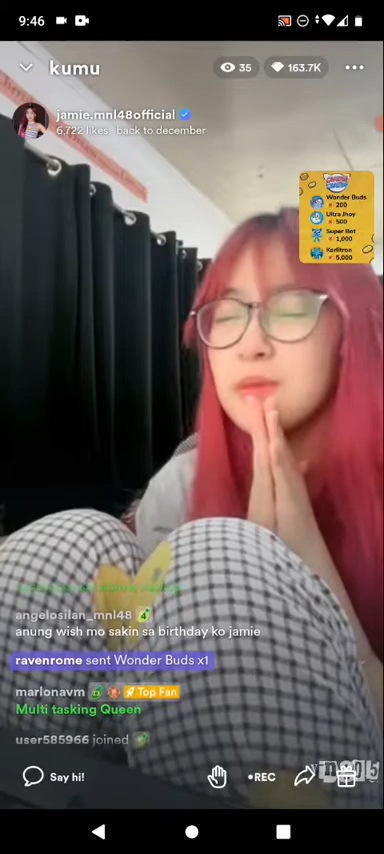 9:46
kumu
35
163.7K
jamie.mnl48official
6,722 likes · back to december
Wonder Buds
200
Ultra Jhoy
500
Super Bot
1,000
Karlitron
5,000
angelosilan_mnl48
anung wish mo sakin sa birthday ko jamie
ravenrome sent Wonder Buds x1
marlonavm Top Fan
Multi tasking Queen
user585966 joined
Say hi!
•REC